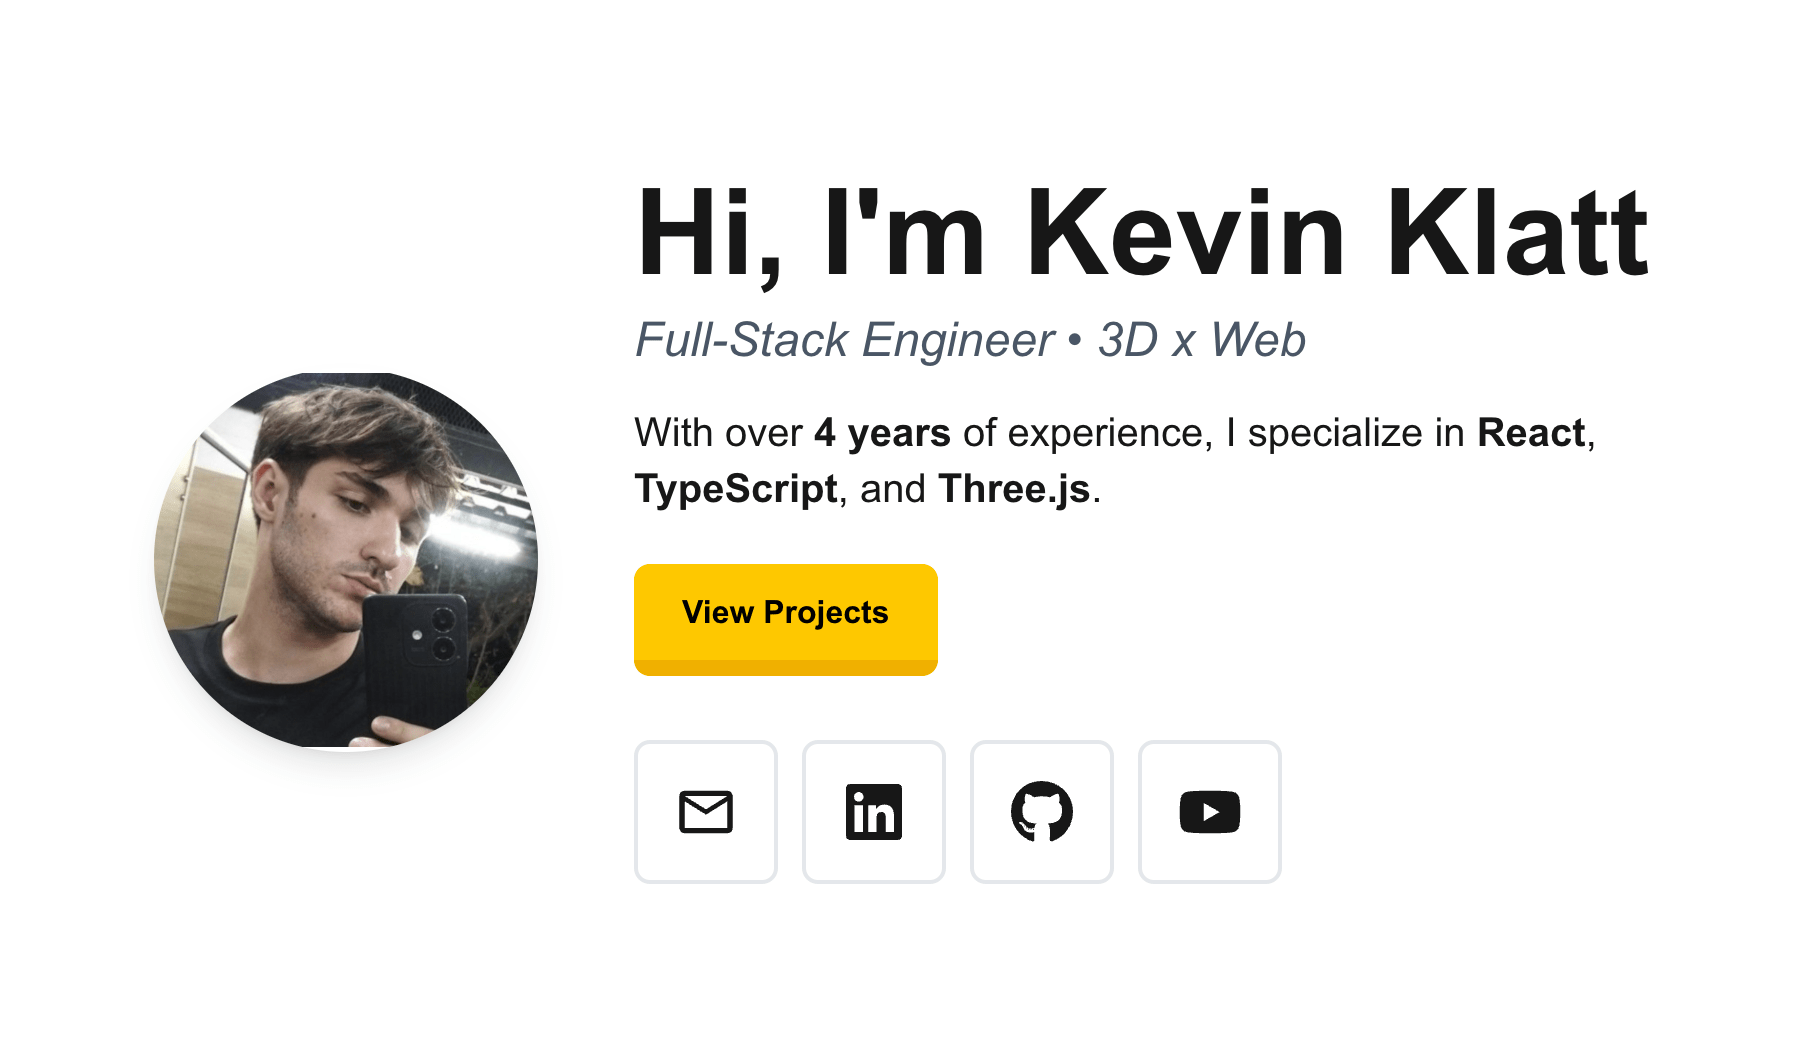 Hi, I'm Kevin Klatt
Full-Stack Engineer • 3D x Web
With over 4 years of experience, I specialize in React,
TypeScript, and Three.js.
View Projects
in